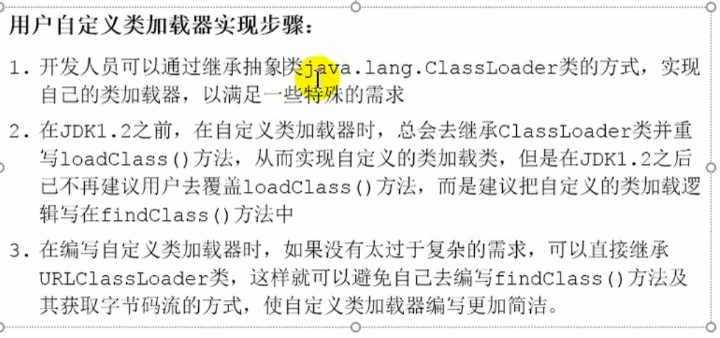 用户自定义类加载器实现步骤：
1. 开发人员可以通过继承抽象类java.lang.ClassLoader类的方式，实现
自己的类加载器，以满足一些特殊的需求
2. 在JDK1.2之前，在自定义类加载器时，总会去继承ClassLoader类并重
写loadClass()方法，从而实现自定义的类加载类，但是在JDK1.2之后
已不再建议用户去覆盖loadClass()方法，而是建议把自定义的类加载逻
辑写在findClass()方法中
3. 在编写自定义类加载器时，如果没有太过于复杂的需求，可以直接继承
URLClassLoader类，这样就可以避免自己去编写findClass()方法及
其获取字节码流的方式，使自定义类加载器编写更加简洁。